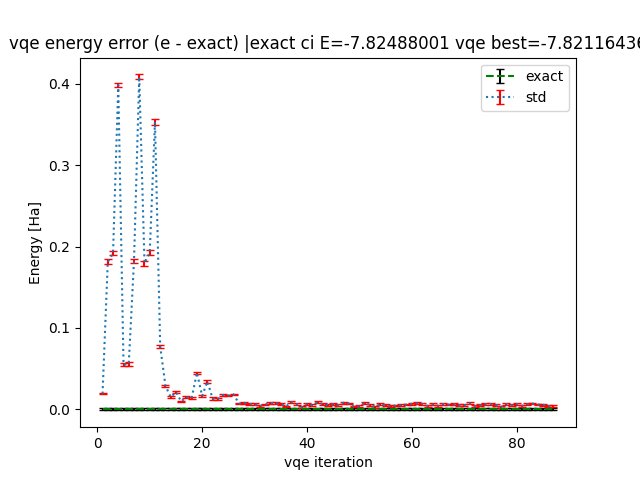 vqe energy error (e - exact) |exact ci E=-7.82488001 vqe best=-7.8211643
exact
std
0.4
0.3
0.2
0.1
0.0
Energy [Ha]
0 20 40 60 80
vqe iteration